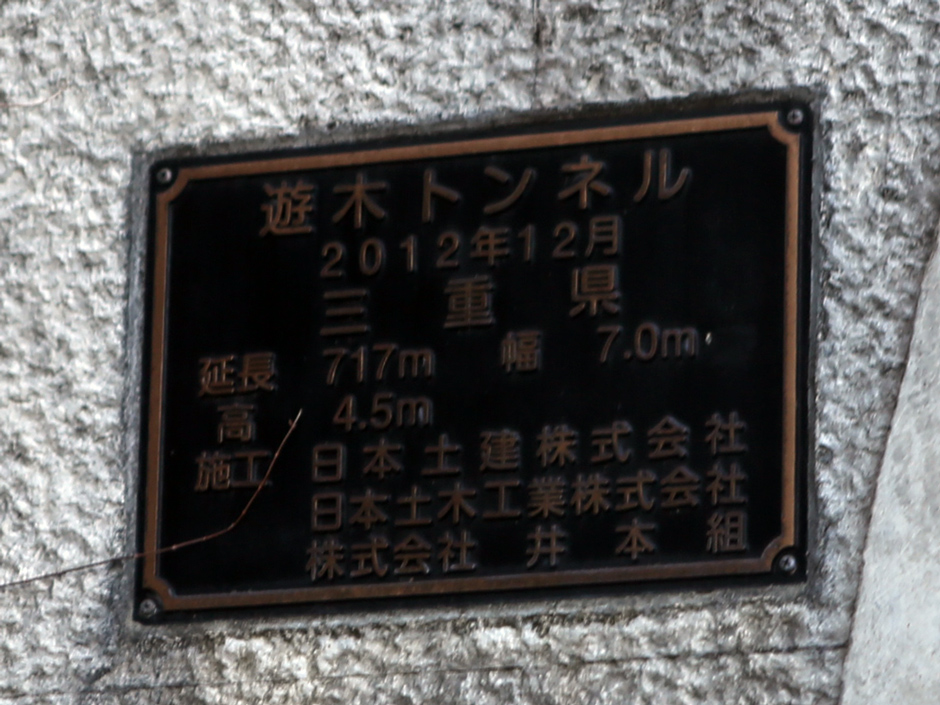 遊木トンネル
2012年12月
三重県
延長 717m 幅 7.0m
高 4.5m
施工 日本土建株式会社
日本土木工業株式会社
株式会社 井本組